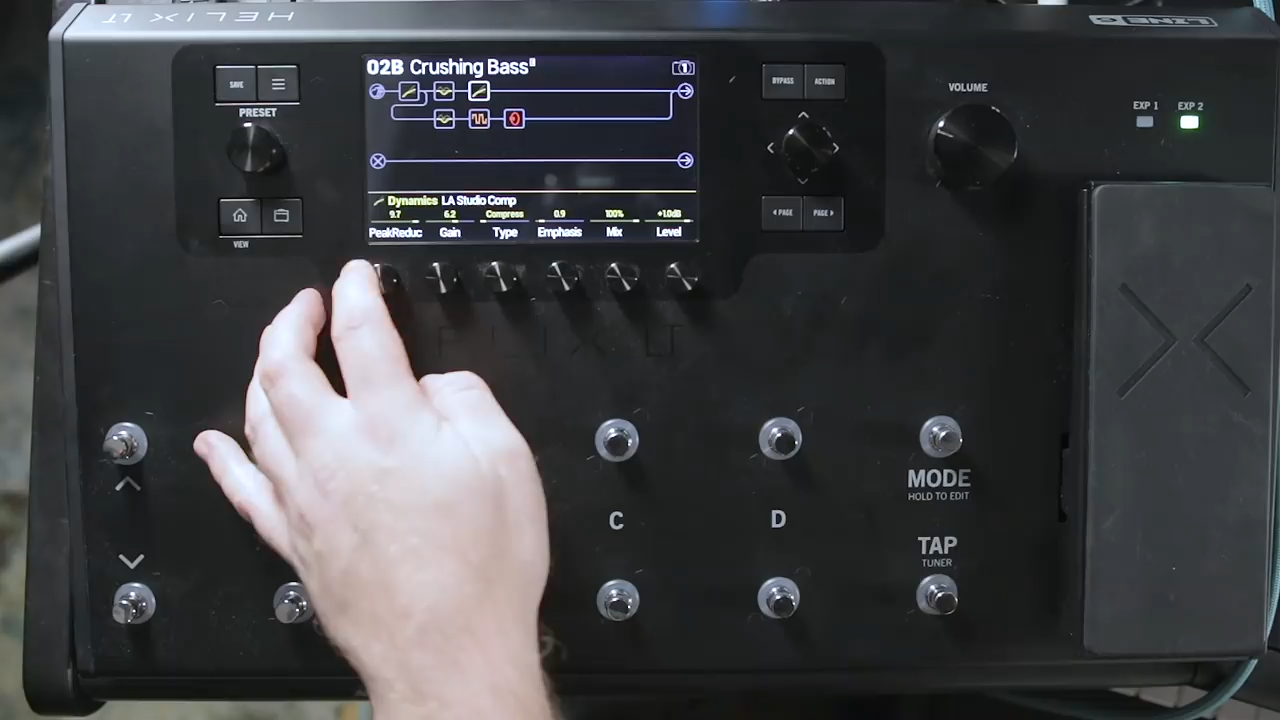 HELIX LT
LINE 6
SAVE
PRESET
VIEW
02B Crushing Bass
Dynamics LA Studio Comp
9.7 6.2 Compress 0.9 100% +1.0dB
PeakReduc Gain Type Emphasis Mix Level
BYPASS ACTION
PAGE PAGE
VOLUME
EXP 1 EXP 2
C
D
MODE
HOLD TO EDIT
TAP
TUNER